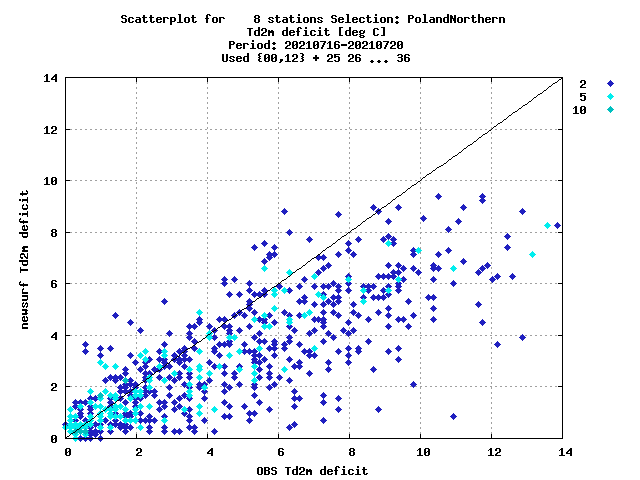 Scatterplot for 8 stations Selection: PolandNorthern
Td2m deficit [deg C]
Period: 20210716-20210720
Used {00,12} + 25 26 ... 36
14
12
10
8
6
4
2
0
newsurf Td2m deficit
0 2 4 6 8 10 12 14
OBS Td2m deficit
2
5
10